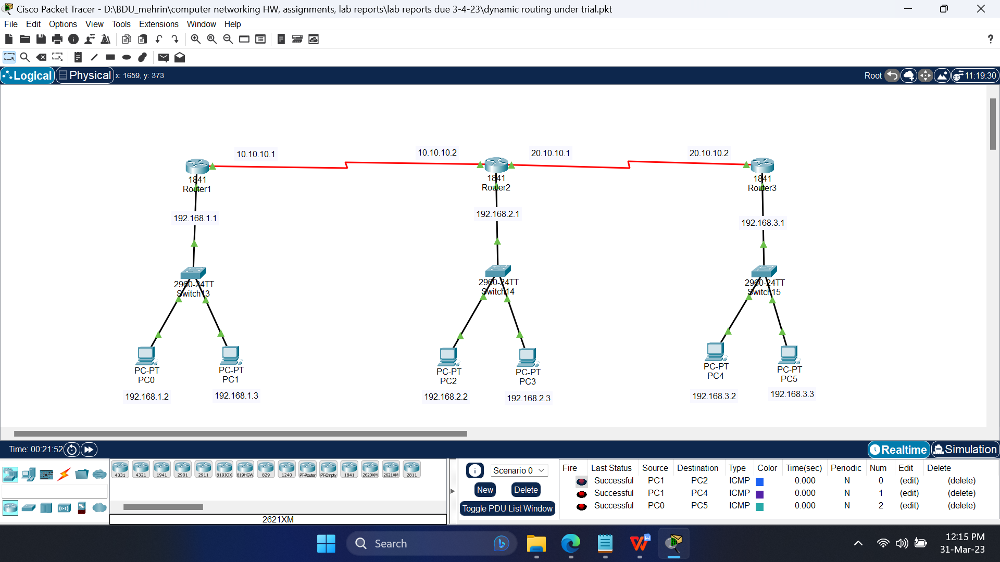 Cisco Packet Tracer - D:\BDU_mehrin\computer networking HW, assignments, lab reports\lab reports due 3-4-23\dynamic routing under trial.pkt
File Edit Options View Tools Extensions Window Help
?
Logical Physical x: 1659, y: 373 Root 11:19:30
10.10.10.1 10.10.10.2 20.10.10.1 20.10.10.2
1841 1841 1841
Router1 Router2 Router3
192.168.1.1 192.168.2.1 192.168.3.1
2960-24TT 2960-24TT 2960-24TT
Switch13 Switch14 Switch15
PC-PT PC-PT PC-PT PC-PT PC-PT PC-PT
PC0 PC1 PC2 PC3 PC4 PC5
192.168.1.2 192.168.1.3 192.168.2.2 192.168.2.3 192.168.3.2 192.168.3.3
Time: 00:21:52 Realtime Simulation
4331 4321 1941 2901 2911 819IOX 819HGW 829 1240 PT-Router PT-Empty 1841 2620XM 2621XM 2811
2621XM
Scenario 0
New Delete
Toggle PDU List Window
Fire Last Status Source Destination Type Color Time(sec) Periodic Num Edit Delete
Successful PC1 PC2 ICMP 0.000 N 0 (edit) (delete)
Successful PC1 PC4 ICMP 0.000 N 1 (edit) (delete)
Successful PC0 PC5 ICMP 0.000 N 2 (edit) (delete)
Search
12:15 PM
31-Mar-23